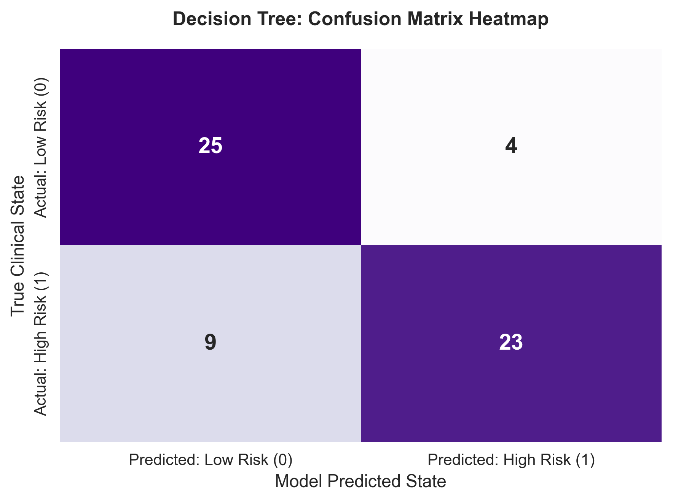 Decision Tree: Confusion Matrix Heatmap
True Clinical State
Actual: Low Risk (0)
25
4
Actual: High Risk (1)
9
23
Predicted: Low Risk (0)
Predicted: High Risk (1)
Model Predicted State